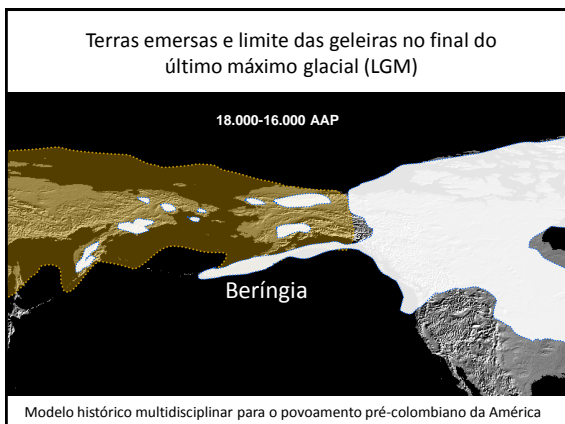 Terras emersas e limite das geleiras no final do
último máximo glacial (LGM)
18.000-16.000 AAP
Beríngia
Modelo histórico multidisciplinar para o povoamento pré-colombiano da América